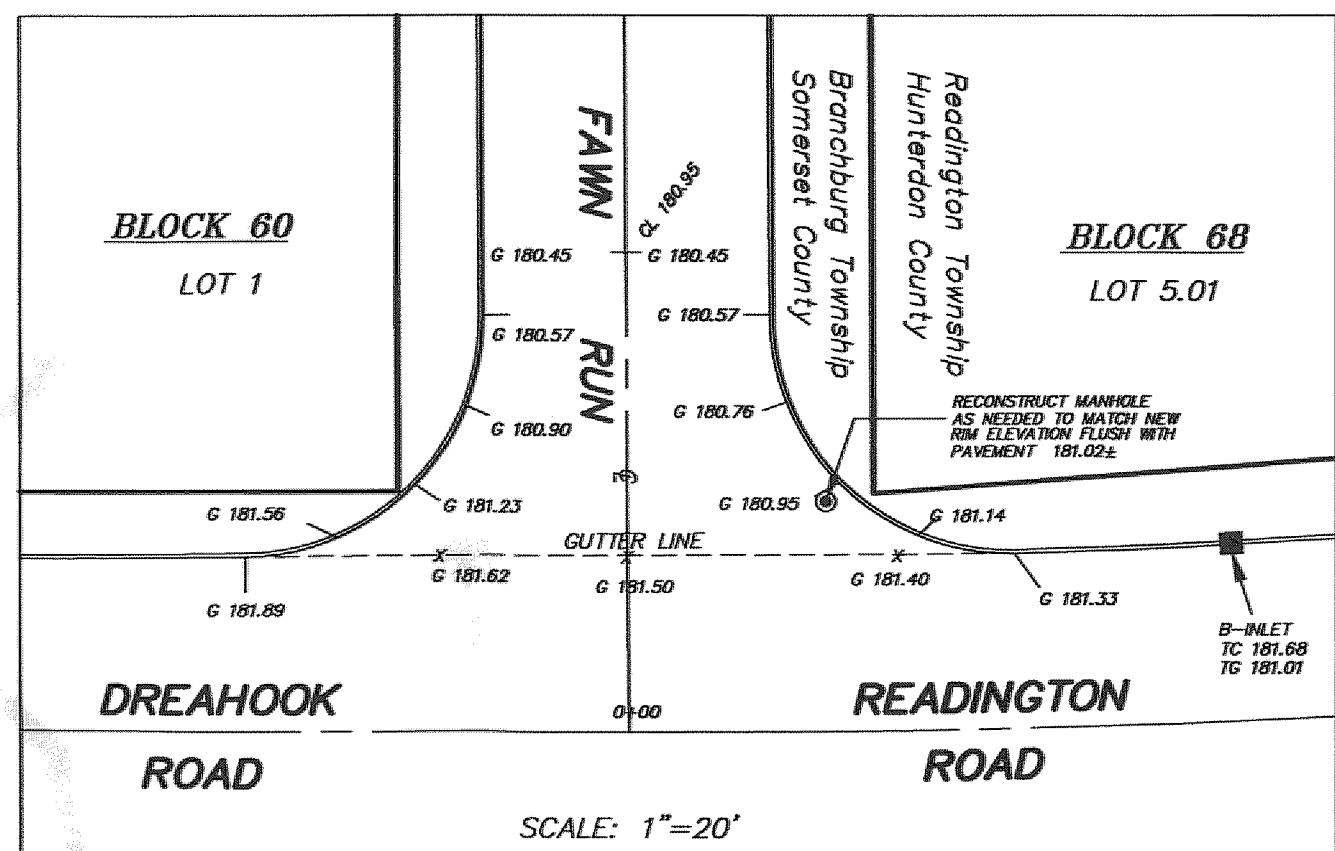 BLOCK 60
LOT 1
FAWN
RUN
℄ 180.95
G 180.45
G 180.45
G 180.57
G 180.57
G 180.90
G 180.76
G 181.23
G 181.56
G 180.95
G 181.14
GUTTER LINE
G 181.62
G 181.50
G 181.40
G 181.89
G 181.33
Branchburg Township
Somerset County
Readington Township
Hunterdon County
BLOCK 68
LOT 5.01
RECONSTRUCT MANHOLE
AS NEEDED TO MATCH NEW
RIM ELEVATION FLUSH WITH
PAVEMENT 181.02±
B-INLET
TC 181.68
TG 181.01
DREAHOOK
ROAD
0+00
READINGTON
ROAD
SCALE: 1"=20'